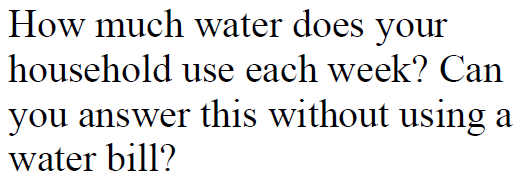 How much water does your
household use each week? Can
you answer this without using a
water bill?